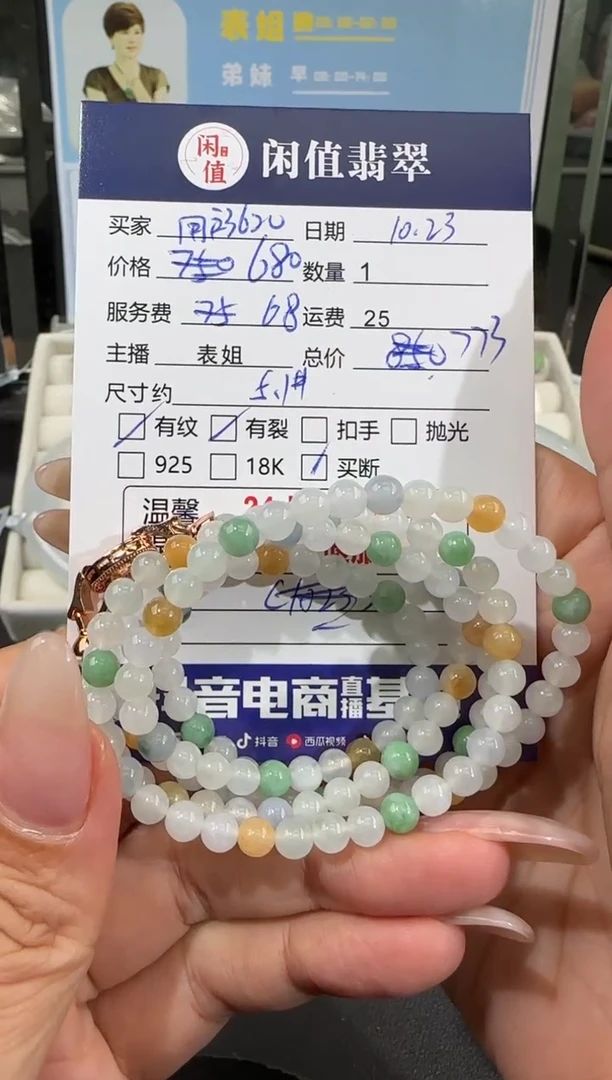 表姐
弟妹 早
闲值 闲值翡翠
买家 用户3620 日期 10.23
价格 750 680 数量 1
服务费 75 68 运费 25
主播 表姐 总价 850 773
尺寸约 5.1#
有纹 有裂 扣手 抛光
925 18K 买断
温馨
音电商直播基
抖音 西瓜视频